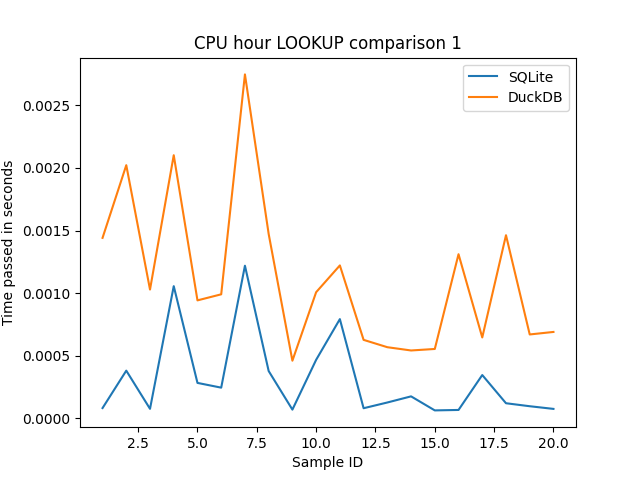 CPU hour LOOKUP comparison 1
SQLite
DuckDB
Time passed in seconds
0.0025
0.0020
0.0015
0.0010
0.0005
0.0000
2.5 5.0 7.5 10.0 12.5 15.0 17.5 20.0
Sample ID